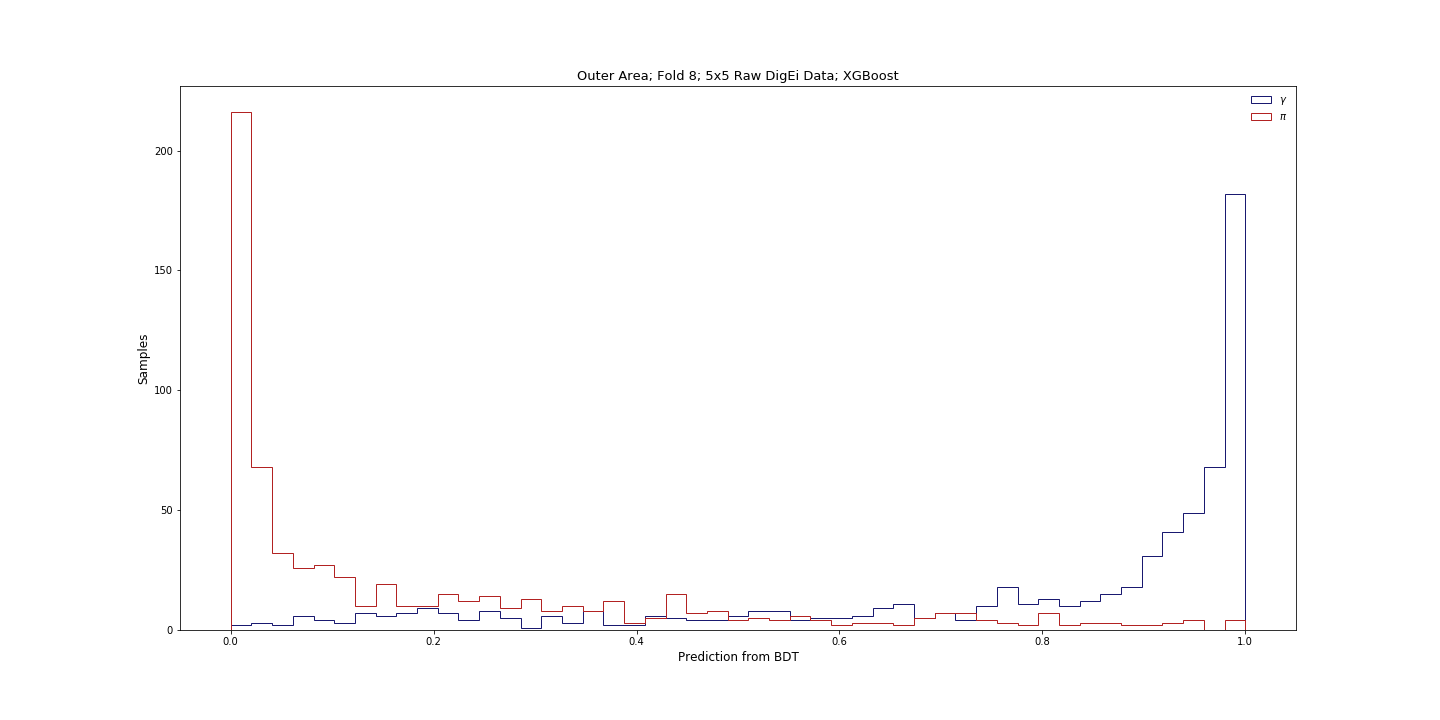 Outer Area; Fold 8; 5x5 Raw DigEi Data; XGBoost
γ
π
200
150
100
50
0
Samples
0.0 0.2 0.4 0.6 0.8 1.0
Prediction from BDT